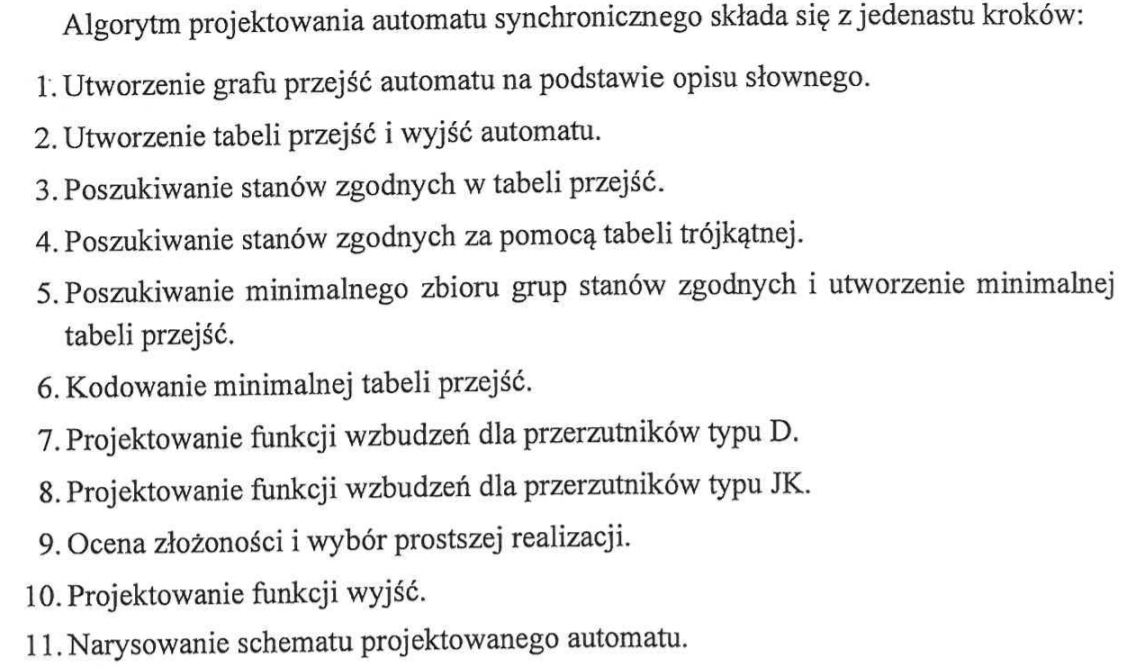 Algorytm projektowania automatu synchronicznego składa się z jedenastu kroków:
1. Utworzenie grafu przejść automatu na podstawie opisu słownego.
2. Utworzenie tabeli przejść i wyjść automatu.
3. Poszukiwanie stanów zgodnych w tabeli przejść.
4. Poszukiwanie stanów zgodnych za pomocą tabeli trójkątnej.
5. Poszukiwanie minimalnego zbioru grup stanów zgodnych i utworzenie minimalnej
tabeli przejść.
6. Kodowanie minimalnej tabeli przejść.
7. Projektowanie funkcji wzbudzeń dla przerzutników typu D.
8. Projektowanie funkcji wzbudzeń dla przerzutników typu JK.
9. Ocena złożoności i wybór prostszej realizacji.
10. Projektowanie funkcji wyjść.
11. Narysowanie schematu projektowanego automatu.